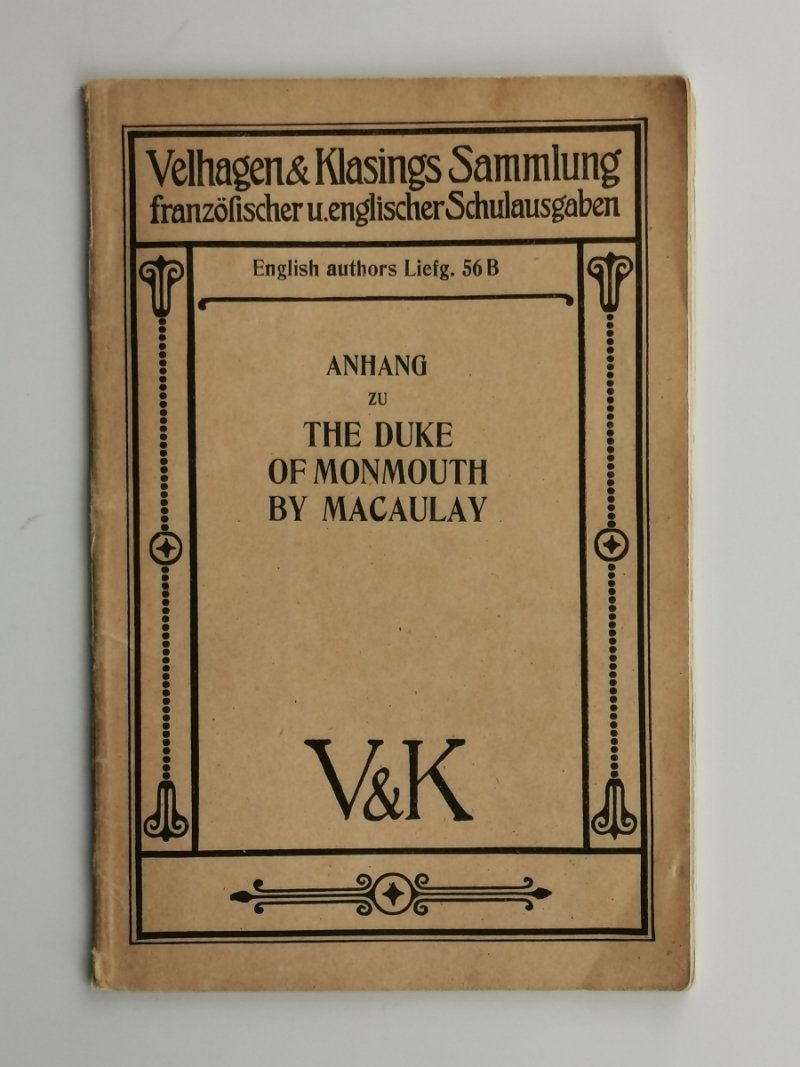 Velhagen & Klasings Sammlung
franzöſischer u. englischer Schulausgaben
English authors Liefg. 56 B
ANHANG
ZU
THE DUKE
OF MONMOUTH
BY MACAULAY
V&K